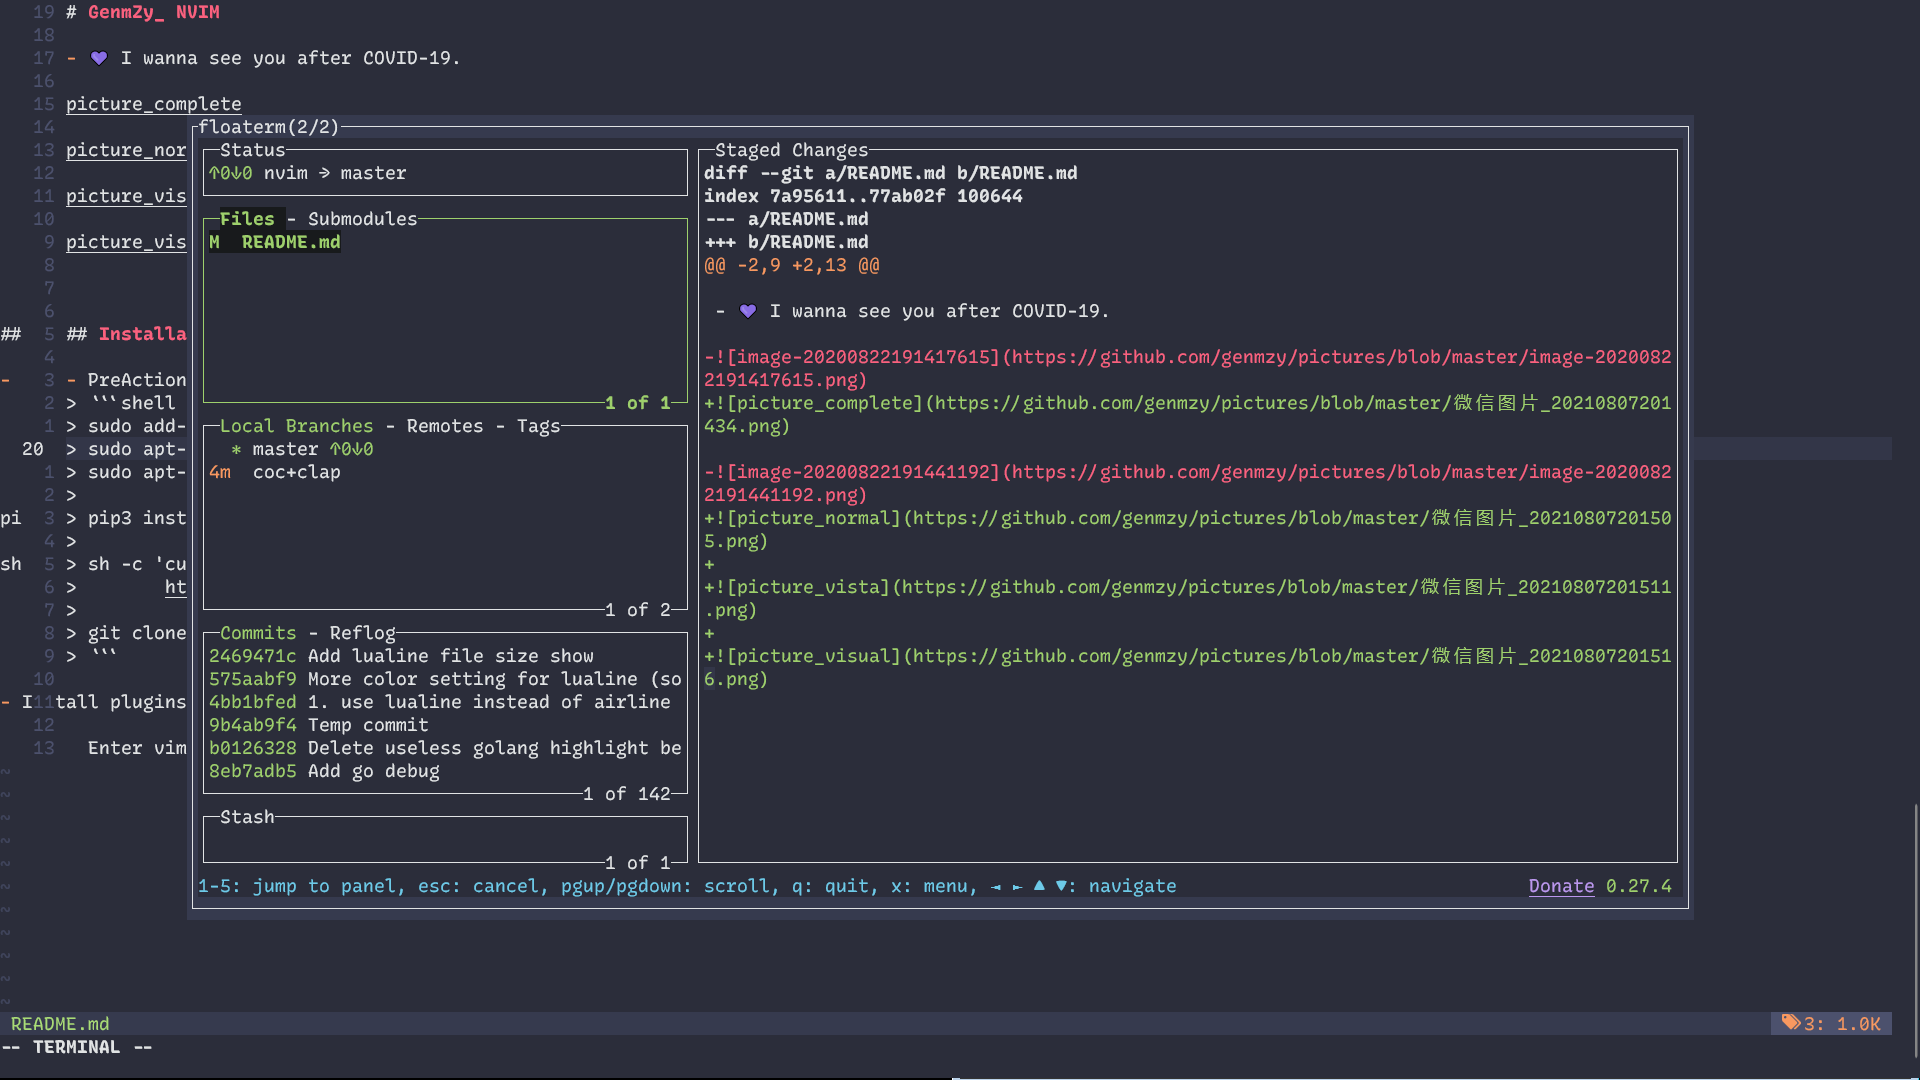 19 # GenmZy_ NVIM
18
17 - 💜 I wanna see you after COVID-19.
16
15 picture_complete
14
13 picture_nor
12
11 picture_vis
10
9 picture_vis
8
7
6
## 5 ## Installa
4
- 3 - PreAction
2 > ```shell
1 > sudo add-
20 > sudo apt-
1 > sudo apt-
2 >
pi 3 > pip3 inst
4 >
sh 5 > sh -c 'cu
6 > ht
7 >
8 > git clone
9 > ```
10
- I11tall plugins
12
13 Enter vim
~
~
~
~
~
~
~
~
~
~
~
floaterm(2/2)
Status
↑0↓0 nvim → master
Files - Submodules
M README.md
1 of 1
Local Branches - Remotes - Tags
* master ↑0↓0
4m coc+clap
1 of 2
Commits - Reflog
2469471c Add lualine file size show
575aabf9 More color setting for lualine (so
4bb1bfed 1. use lualine instead of airline
9b4ab9f4 Temp commit
b0126328 Delete useless golang highlight be
8eb7adb5 Add go debug
1 of 142
Stash
1 of 1
Staged Changes
diff --git a/README.md b/README.md
index 7a95611..77ab02f 100644
--- a/README.md
+++ b/README.md
@@ -2,9 +2,13 @@
- 💜 I wanna see you after COVID-19.
-![image-20200822191417615](https://github.com/genmzy/pictures/blob/master/image-2020082
2191417615.png)
+![picture_complete](https://github.com/genmzy/pictures/blob/master/微信图片_20210807201
434.png)
-![image-20200822191441192](https://github.com/genmzy/pictures/blob/master/image-2020082
2191441192.png)
+![picture_normal](https://github.com/genmzy/pictures/blob/master/微信图片_2021080720150
5.png)
+
+![picture_vista](https://github.com/genmzy/pictures/blob/master/微信图片_20210807201511
.png)
+
+![picture_visual](https://github.com/genmzy/pictures/blob/master/微信图片_2021080720151
6.png)
1-5: jump to panel, esc: cancel, pgup/pgdown: scroll, q: quit, x: menu, ◄ ► ▲ ▼: navigate
Donate 0.27.4
README.md
3: 1.0K
-- TERMINAL --